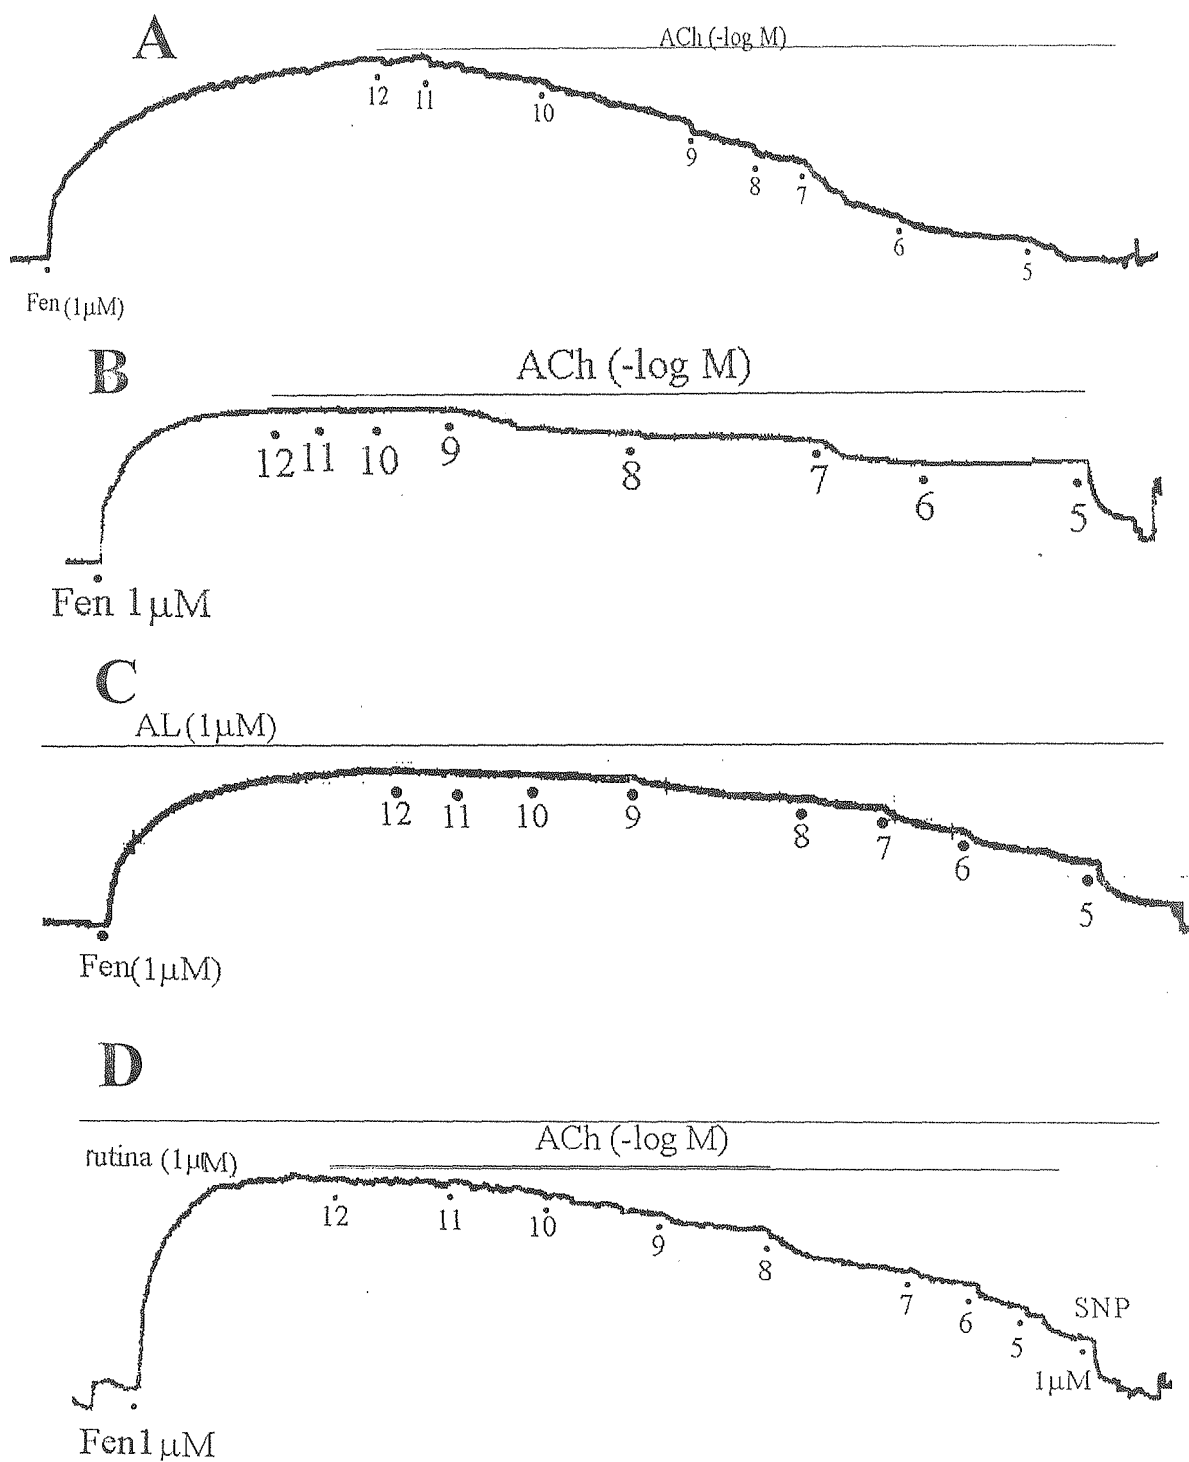 A
ACh (-log M)
12 11 10 9 8 7 6 5
Fen (1µM)
B
ACh (-log M)
12 11 10 9 8 7 6 5
Fen 1µM
C
AL (1µM)
12 11 10 9 8 7 6 5
Fen(1µM)
D
ACh (-log M)
rutina (1µM)
12 11 10 9 8 7 6 5
SNP
1µM
Fen1µM